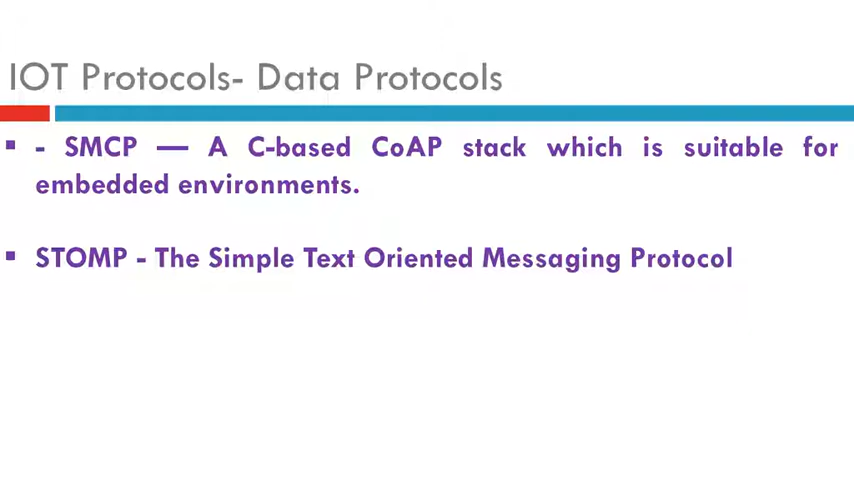 IOT Protocols- Data Protocols
▪ - SMCP — A C-based CoAP stack which is suitable for
embedded environments.
▪ STOMP - The Simple Text Oriented Messaging Protocol